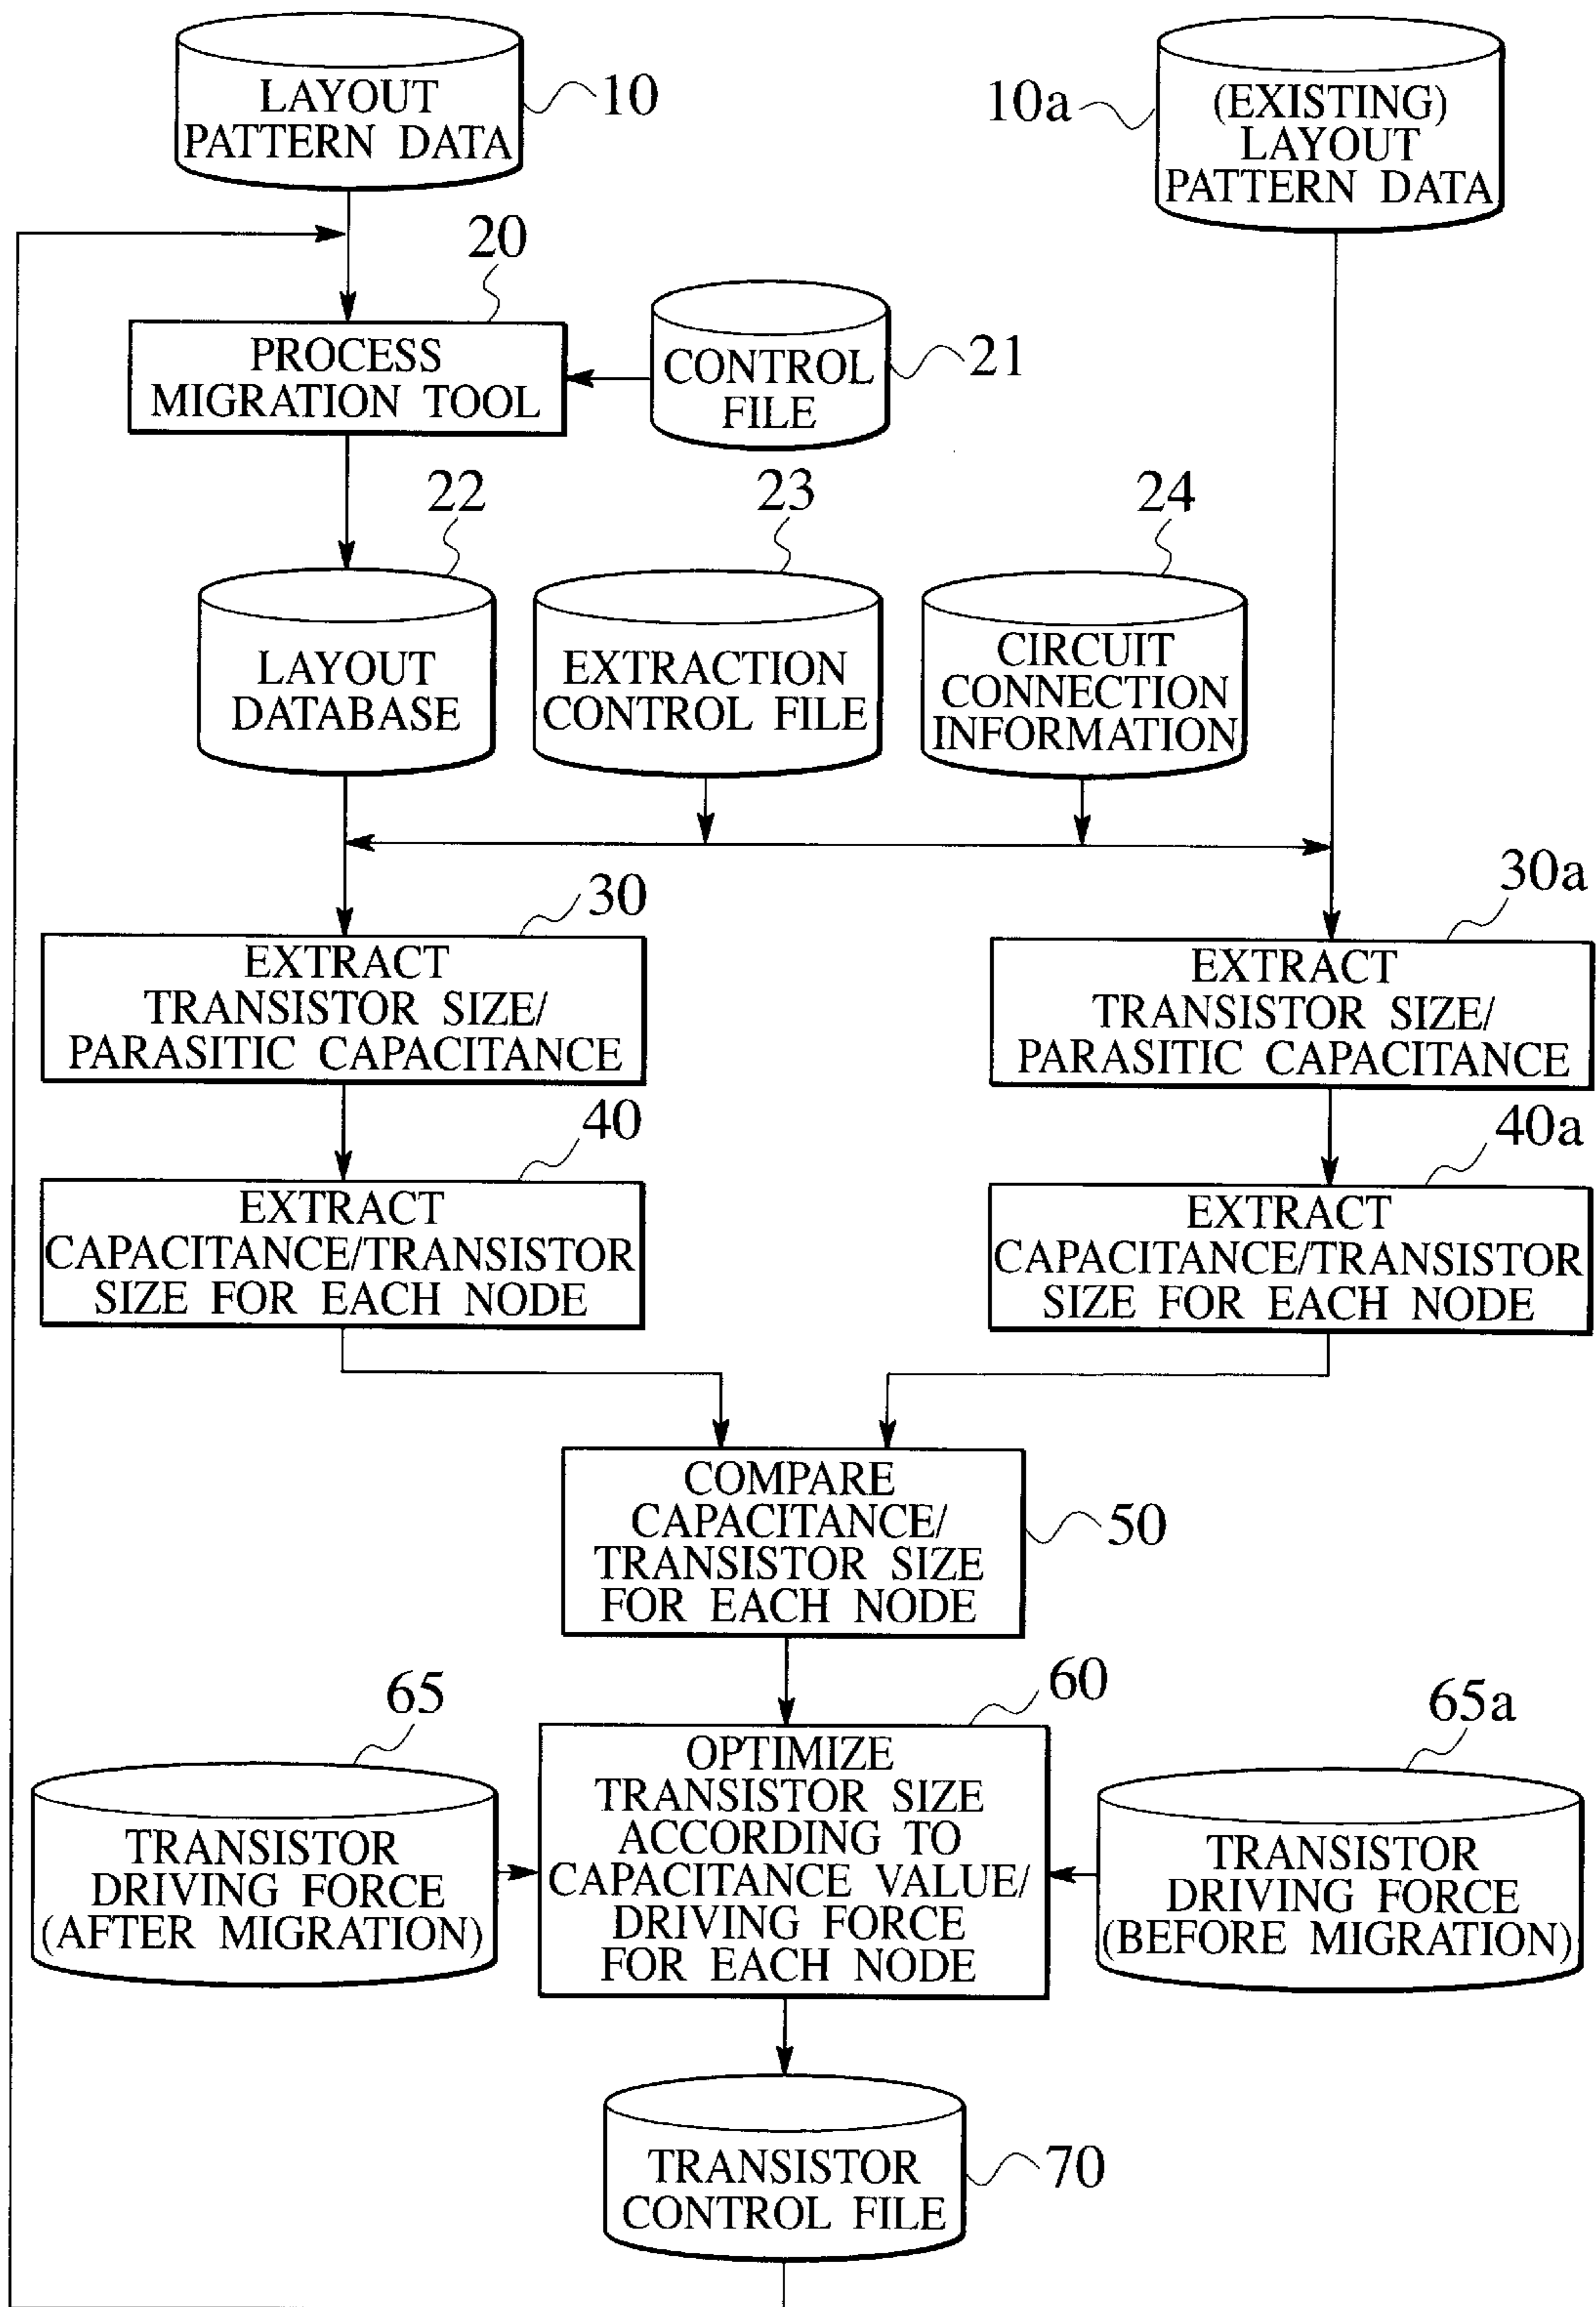 LAYOUT
PATTERN DATA
10
10a
(EXISTING)
LAYOUT
PATTERN DATA
20
PROCESS
MIGRATION TOOL
CONTROL
FILE
21
22
23
24
LAYOUT
DATABASE
EXTRACTION
CONTROL FILE
CIRCUIT
CONNECTION
INFORMATION
30
30a
EXTRACT
TRANSISTOR SIZE/
PARASITIC CAPACITANCE
EXTRACT
TRANSISTOR SIZE/
PARASITIC CAPACITANCE
40
40a
EXTRACT
CAPACITANCE/TRANSISTOR
SIZE FOR EACH NODE
EXTRACT
CAPACITANCE/TRANSISTOR
SIZE FOR EACH NODE
COMPARE
CAPACITANCE/
TRANSISTOR SIZE
FOR EACH NODE
50
65
60
65a
TRANSISTOR
DRIVING FORCE
(AFTER MIGRATION)
OPTIMIZE
TRANSISTOR SIZE
ACCORDING TO
CAPACITANCE VALUE/
DRIVING FORCE
FOR EACH NODE
TRANSISTOR
DRIVING FORCE
(BEFORE MIGRATION)
TRANSISTOR
CONTROL FILE
70